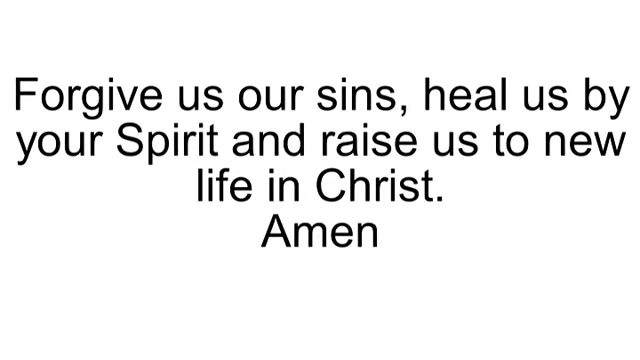 Forgive us our sins, heal us by
your Spirit and raise us to new
life in Christ.
Amen